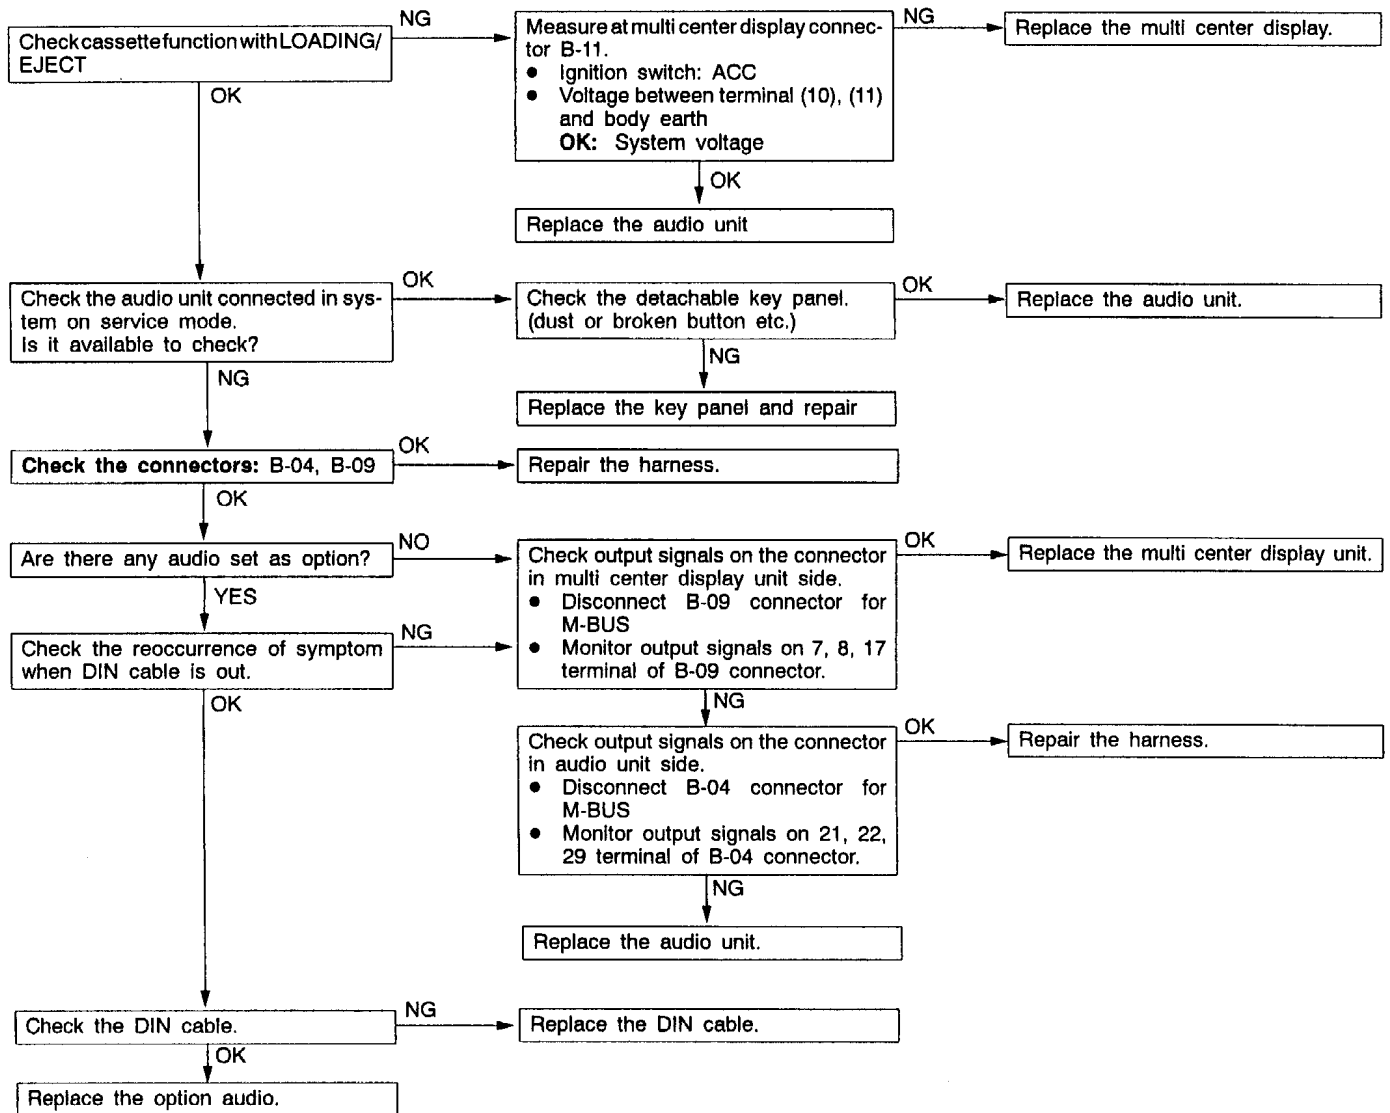 Check cassette function with LOADING/
EJECT
NG
OK
Measure at multi center display connec-
tor B-11.
● Ignition switch: ACC
● Voltage between terminal (10), (11)
and body earth
OK: System voltage
NG
Replace the multi center display.
OK
Replace the audio unit
Check the audio unit connected in sys-
tem on service mode.
Is it available to check?
OK
NG
Check the detachable key panel.
(dust or broken button etc.)
OK
Replace the audio unit.
NG
Replace the key panel and repair
Check the connectors: B-04, B-09
OK
Repair the harness.
OK
Are there any audio set as option?
NO
YES
Check output signals on the connector
in multi center display unit side.
● Disconnect B-09 connector for
M-BUS
● Monitor output signals on 7, 8, 17
terminal of B-09 connector.
OK
Replace the multi center display unit.
Check the reoccurrence of symptom
when DIN cable is out.
NG
OK
NG
Check output signals on the connector
in audio unit side.
● Disconnect B-04 connector for
M-BUS
● Monitor output signals on 21, 22,
29 terminal of B-04 connector.
OK
Repair the harness.
NG
Replace the audio unit.
Check the DIN cable.
NG
Replace the DIN cable.
OK
Replace the option audio.